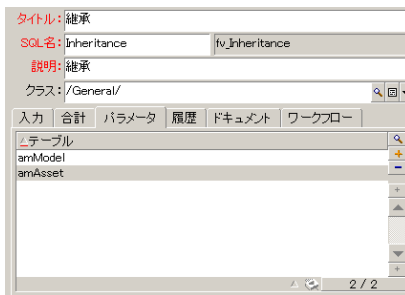 タイトル: 継承
SQL名: Inheritance fv_Inheritance
説明: 継承
クラス: /General/
入力 合計 パラメータ 履歴 ドキュメント ワークフロー
テーブル
amModel
amAsset
2 / 2